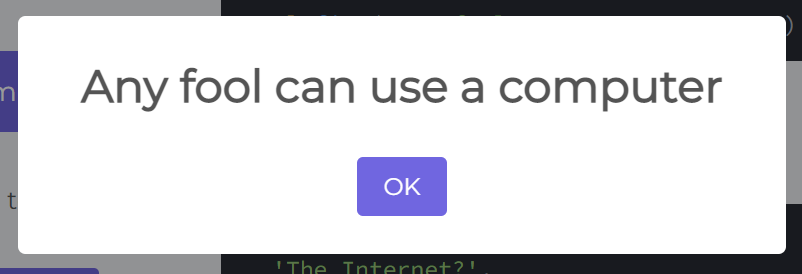 )
Any fool can use a computer
m
OK
t
'The Internet?',